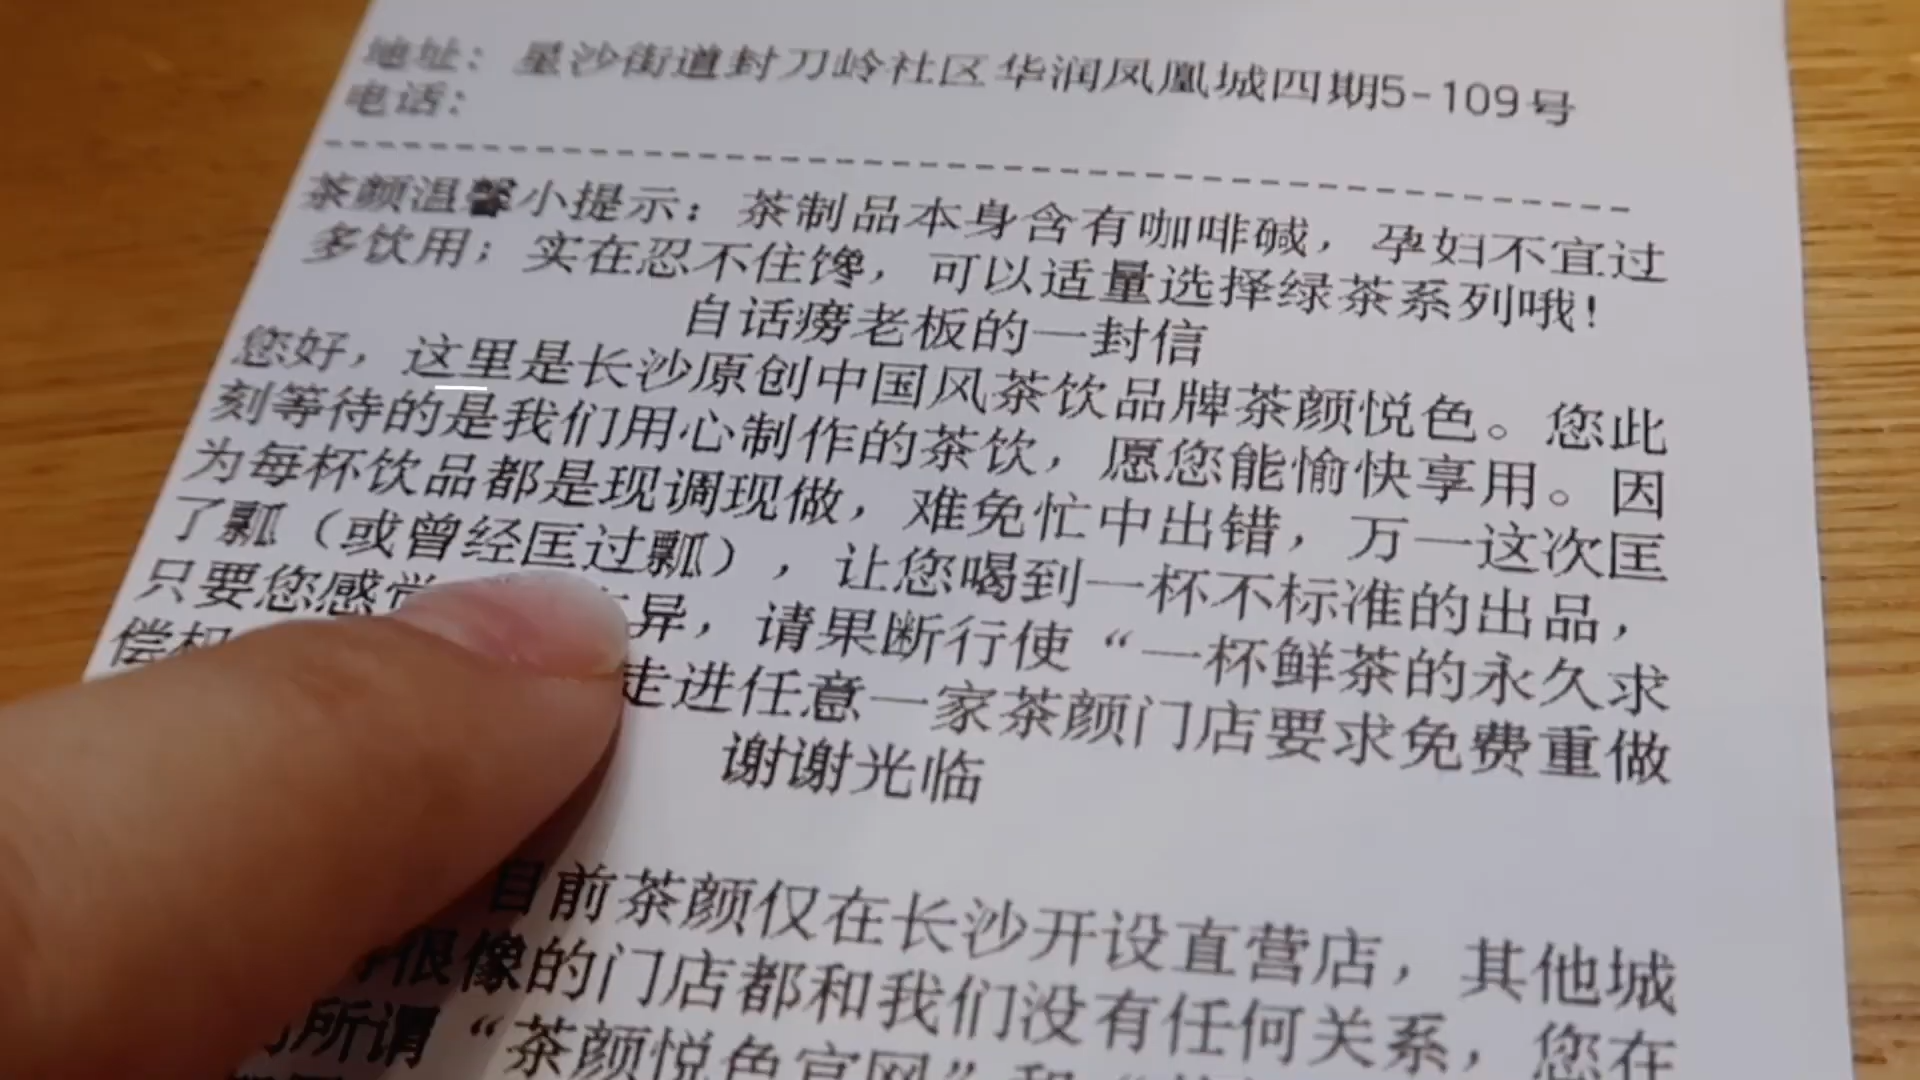 地址：星沙街道封刀岭社区华润凤凰城四期5-109号
电话：
茶颜温馨小提示：茶制品本身含有咖啡碱，孕妇不宜过
多饮用；实在忍不住馋，可以适量选择绿茶系列哦！
自话痨老板的一封信
您好，这里是长沙原创中国风茶饮品牌茶颜悦色。您此
刻等待的是我们用心制作的茶饮，愿您能愉快享用。因
为每杯饮品都是现调现做，难免忙中出错，万一这次匡
了瓢（或曾经匡过瓢），让您喝到一杯不标准的出品，
只要您感觉 异，请果断行使“一杯鲜茶的永久求
偿权 走进任意一家茶颜门店要求免费重做
谢谢光临
目前茶颜仅在长沙开设直营店，其他城
很像的门店都和我们没有任何关系，您在
所谓“茶颜悦色官网”和“